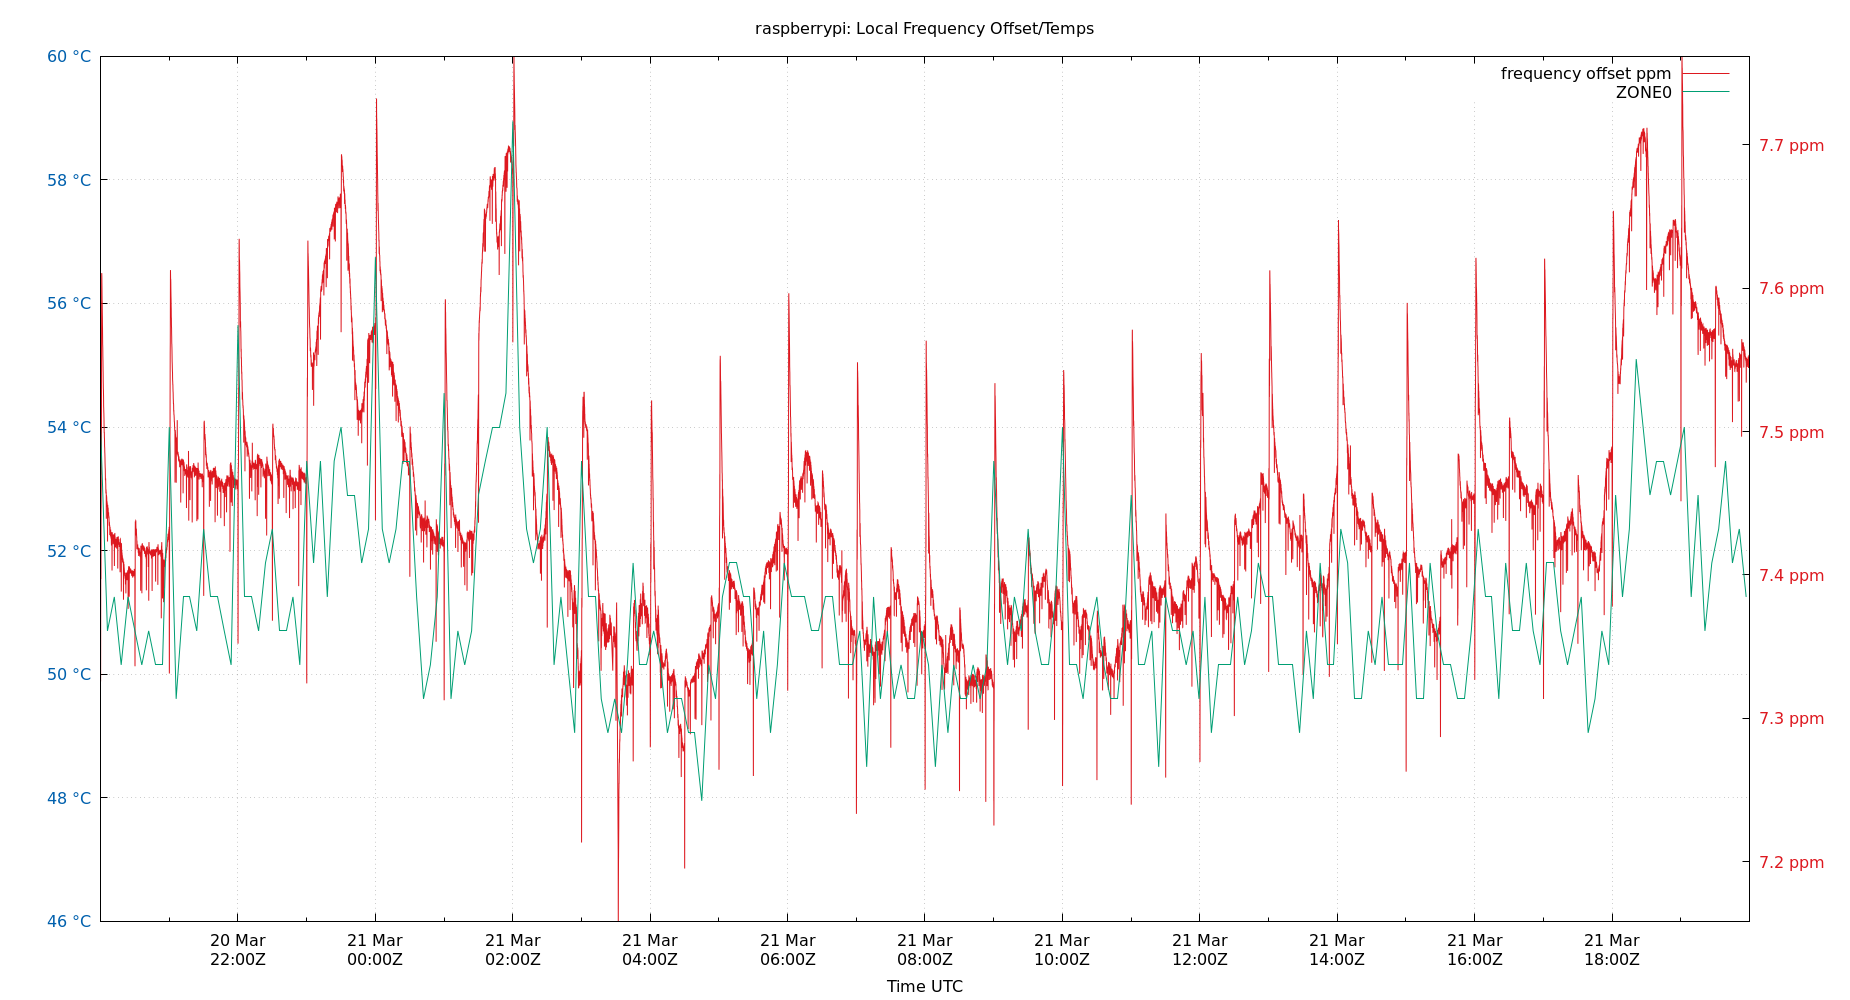 raspberrypi: Local Frequency Offset/Temps
60 °C
58 °C
56 °C
54 °C
52 °C
50 °C
48 °C
46 °C
frequency offset ppm
ZONE0
7.7 ppm
7.6 ppm
7.5 ppm
7.4 ppm
7.3 ppm
7.2 ppm
20 Mar
22:00Z
21 Mar
00:00Z
21 Mar
02:00Z
21 Mar
04:00Z
21 Mar
06:00Z
21 Mar
08:00Z
21 Mar
10:00Z
21 Mar
12:00Z
21 Mar
14:00Z
21 Mar
16:00Z
21 Mar
18:00Z
Time UTC